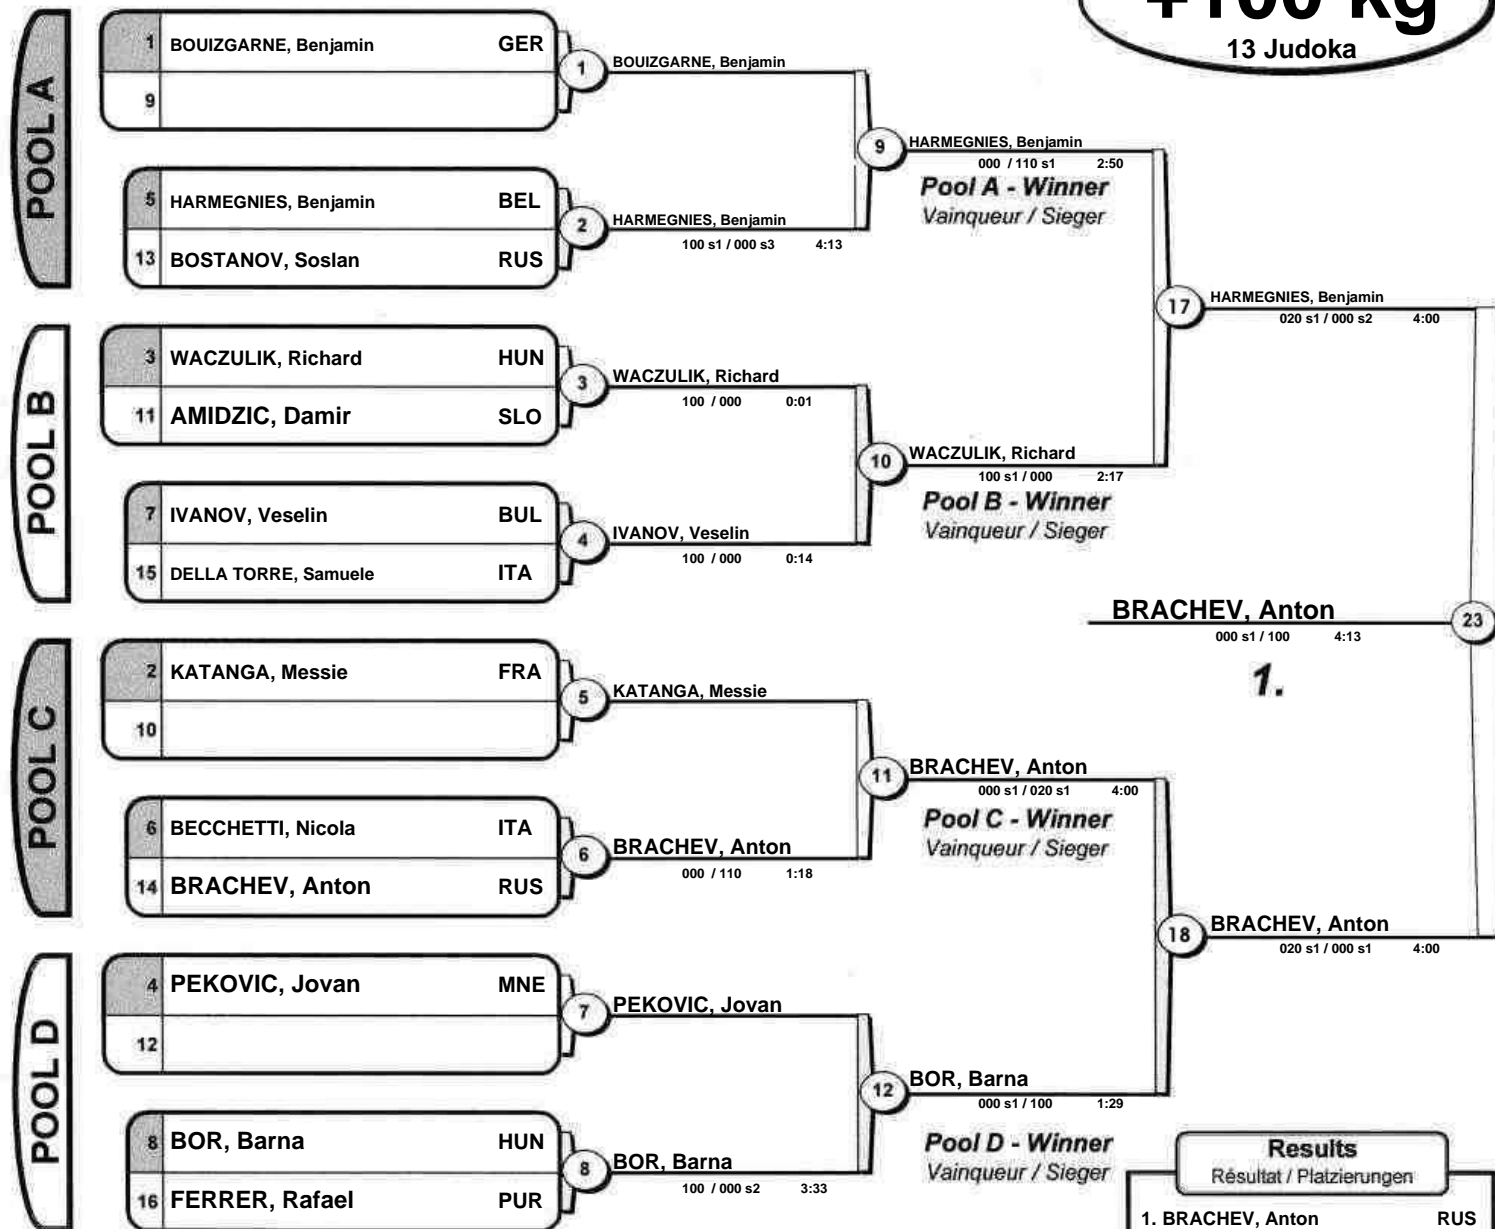 +100 kg
13 Judoka
POOL A
1 BOUIZGARNE, Benjamin GER
9
1 BOUIZGARNE, Benjamin
5 HARMEGNIES, Benjamin BEL
13 BOSTANOV, Soslan RUS
2 HARMEGNIES, Benjamin
100 s1 / 000 s3 4:13
9 HARMEGNIES, Benjamin
000 / 110 s1 2:50
Pool A - Winner
Vainqueur / Sieger
POOL B
3 WACZULIK, Richard HUN
11 AMIDZIC, Damir SLO
3 WACZULIK, Richard
100 / 000 0:01
7 IVANOV, Veselin BUL
15 DELLA TORRE, Samuele ITA
4 IVANOV, Veselin
100 / 000 0:14
10 WACZULIK, Richard
100 s1 / 000 2:17
Pool B - Winner
Vainqueur / Sieger
17 HARMEGNIES, Benjamin
020 s1 / 000 s2 4:00
POOL C
2 KATANGA, Messie FRA
10
5 KATANGA, Messie
6 BECCHETTI, Nicola ITA
14 BRACHEV, Anton RUS
6 BRACHEV, Anton
000 / 110 1:18
11 BRACHEV, Anton
000 s1 / 020 s1 4:00
Pool C - Winner
Vainqueur / Sieger
POOL D
4 PEKOVIC, Jovan MNE
12
7 PEKOVIC, Jovan
8 BOR, Barna HUN
16 FERRER, Rafael PUR
8 BOR, Barna
100 / 000 s2 3:33
12 BOR, Barna
000 s1 / 100 1:29
Pool D - Winner
Vainqueur / Sieger
18 BRACHEV, Anton
020 s1 / 000 s1 4:00
BRACHEV, Anton 23
000 s1 / 100 4:13
1.
Results
Résultat / Platzierungen
1. BRACHEV, Anton RUS